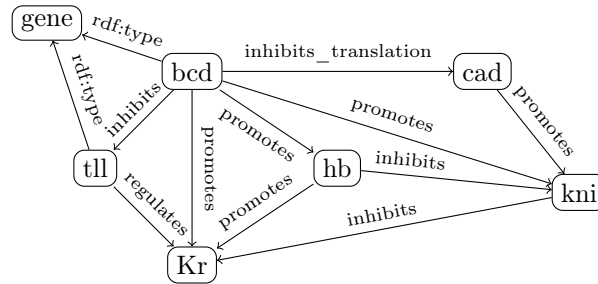 gene
rdf:type
bcd
inhibits_translation
cad
rdf:type
inhibits
promotes
promotes
promotes
promotes
tll
hb
inhibits
kni
regulates
promotes
inhibits
Kr